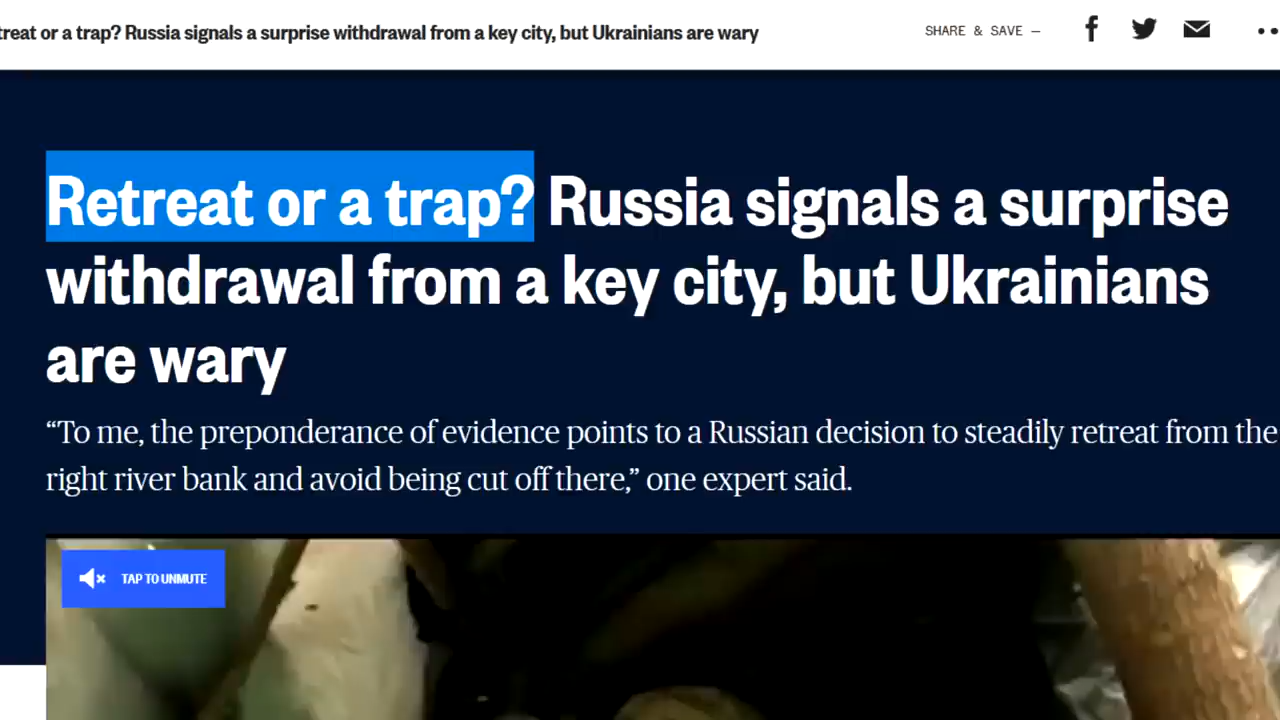 treat or a trap? Russia signals a surprise withdrawal from a key city, but Ukrainians are wary
SHARE & SAVE —
Retreat or a trap? Russia signals a surprise
withdrawal from a key city, but Ukrainians
are wary
“To me, the preponderance of evidence points to a Russian decision to steadily retreat from the
right river bank and avoid being cut off there,” one expert said.
TAP TO UNMUTE